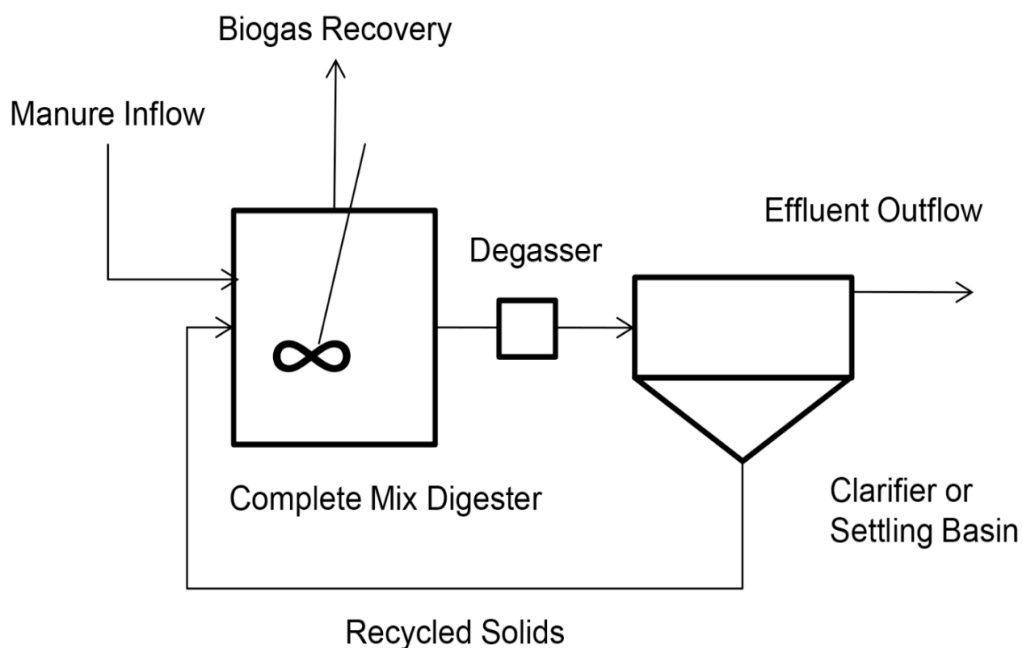 Biogas Recovery
Manure Inflow
Effluent Outflow
Degasser
Complete Mix Digester
Clarifier or
Settling Basin
Recycled Solids